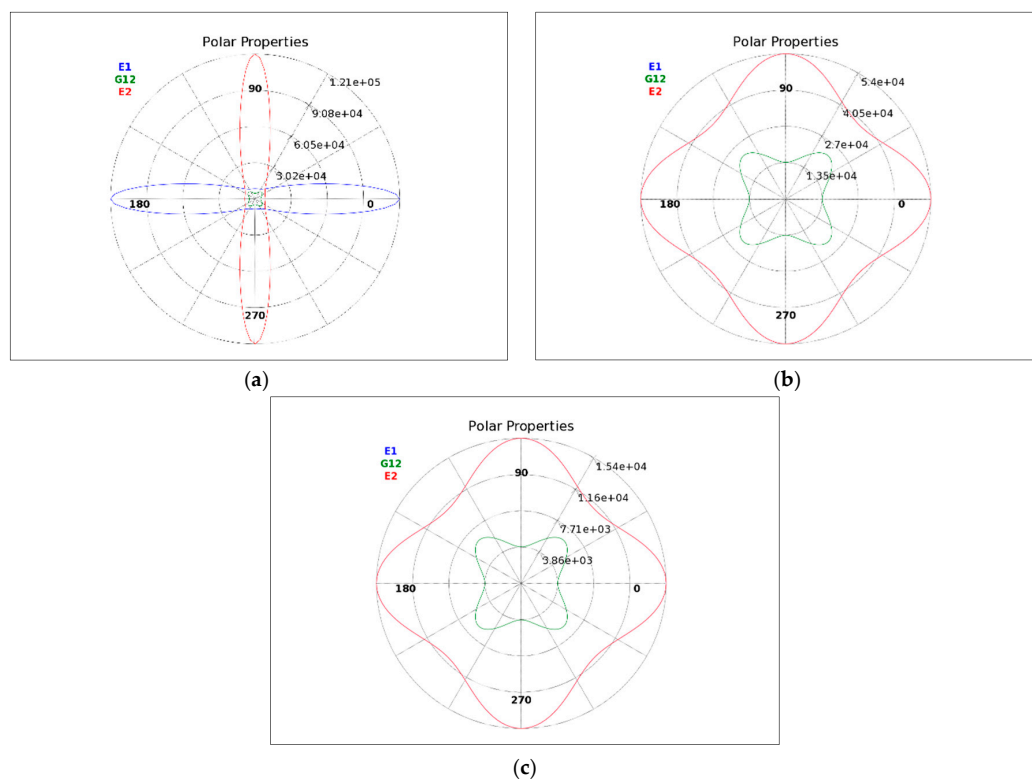 Polar Properties
E1
G12
E2
1.21e+05
90
9.08e+04
6.05e+04
3.02e+04
180
0
270
(a)
Polar Properties
E1
G12
E2
5.4e+04
90
4.05e+04
2.7e+04
1.35e+04
180
0
270
(b)
Polar Properties
E1
G12
E2
1.54e+04
90
1.16e+04
7.71e+03
3.86e+03
180
0
270
(c)